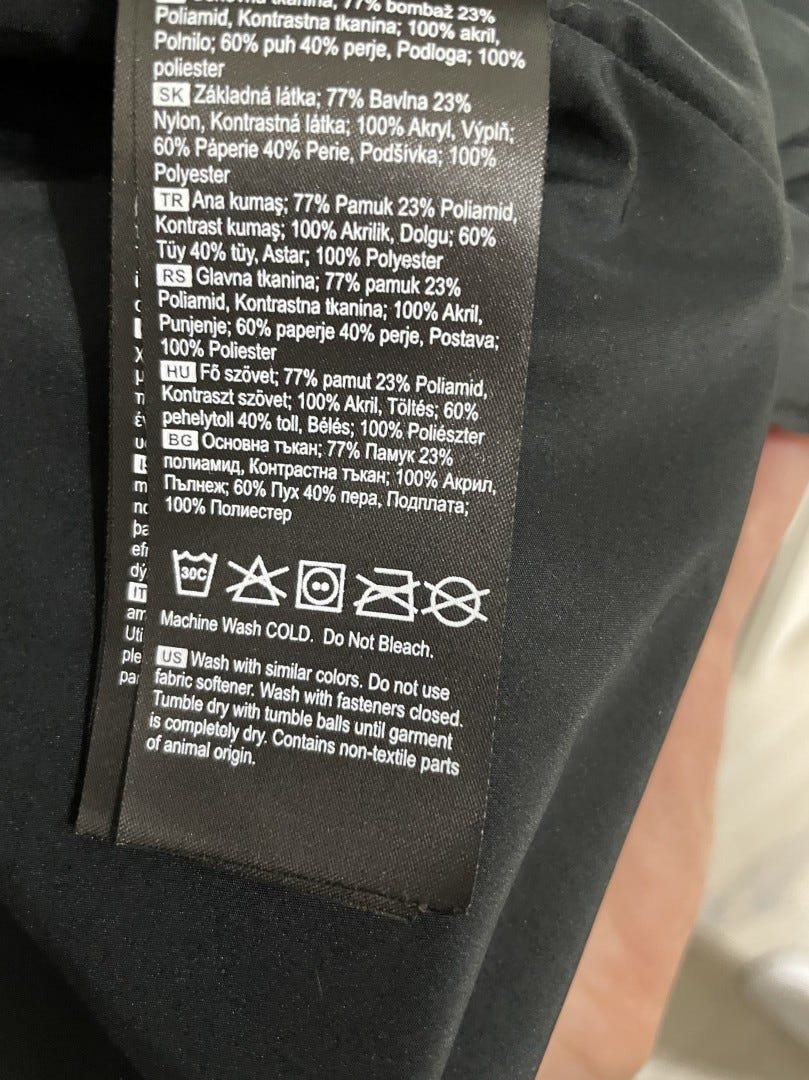 tkanina, 77% bombaž 23%
Poliamid, Kontrastna tkanina; 100% akril,
Polnilo; 60% puh 40% perje, Podloga; 100%
poliester
SK Základná látka; 77% Bavlna 23%
Nylon, Kontrastná látka; 100% Akryl, Výplň;
60% Páperie 40% Perie, Podšívka; 100%
Polyester
TR Ana kumaş; 77% Pamuk 23% Poliamid,
Kontrast kumaş; 100% Akrilik, Dolgu; 60%
Tüy 40% tüy, Astar; 100% Polyester
RS Glavna tkanina; 77% pamuk 23%
Poliamid, Kontrastna tkanina; 100% Akril,
Punjenje; 60% paperje 40% perje, Postava;
100% Poliester
HU Fő szövet; 77% pamut 23% Poliamid,
Kontraszt szövet; 100% Akril, Töltés; 60%
pehelytoll 40% toll, Bélés; 100% Poliészter
BG Основна тъкан; 77% Памук 23%
полиамид, Контрастна тъкан; 100% Акрил,
Пълнеж; 60% Пух 40% пера, Подплата;
100% Полиестер
30C
Machine Wash COLD. Do Not Bleach.
US Wash with similar colors. Do not use
fabric softener. Wash with fasteners closed.
Tumble dry with tumble balls until garment
is completely dry. Contains non-textile parts
of animal origin.